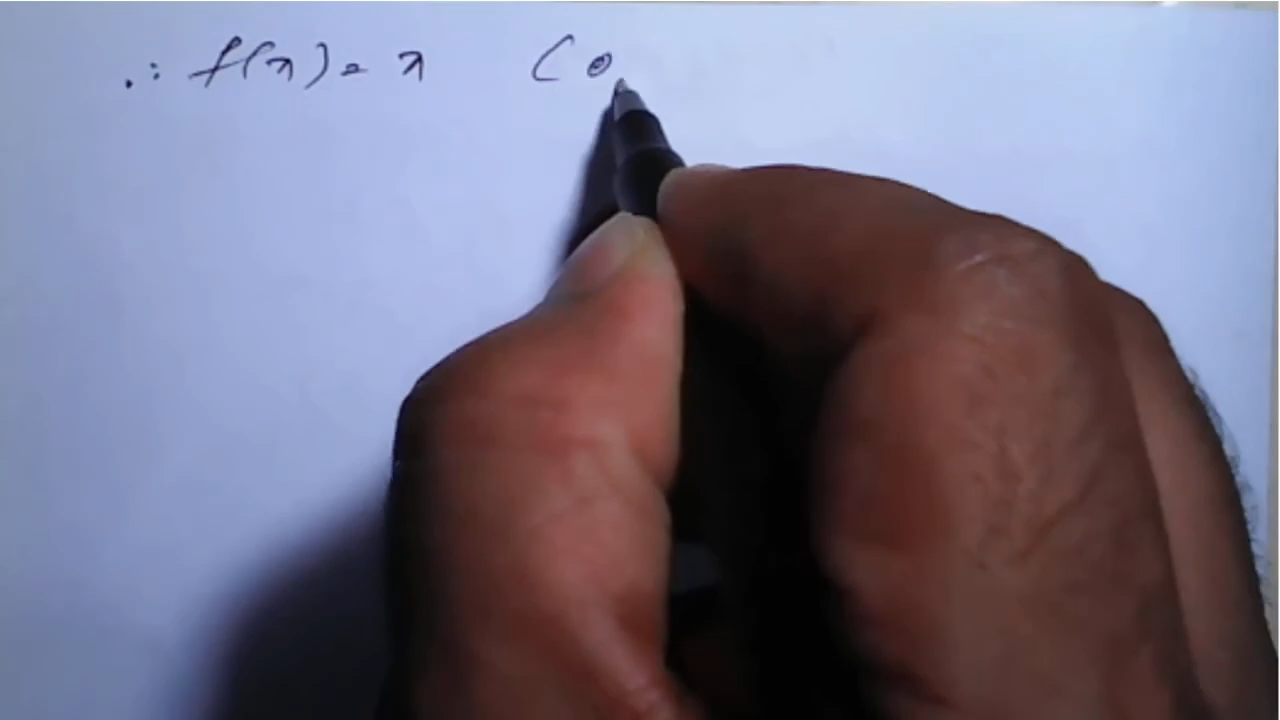 ∴ f(x) = x (0